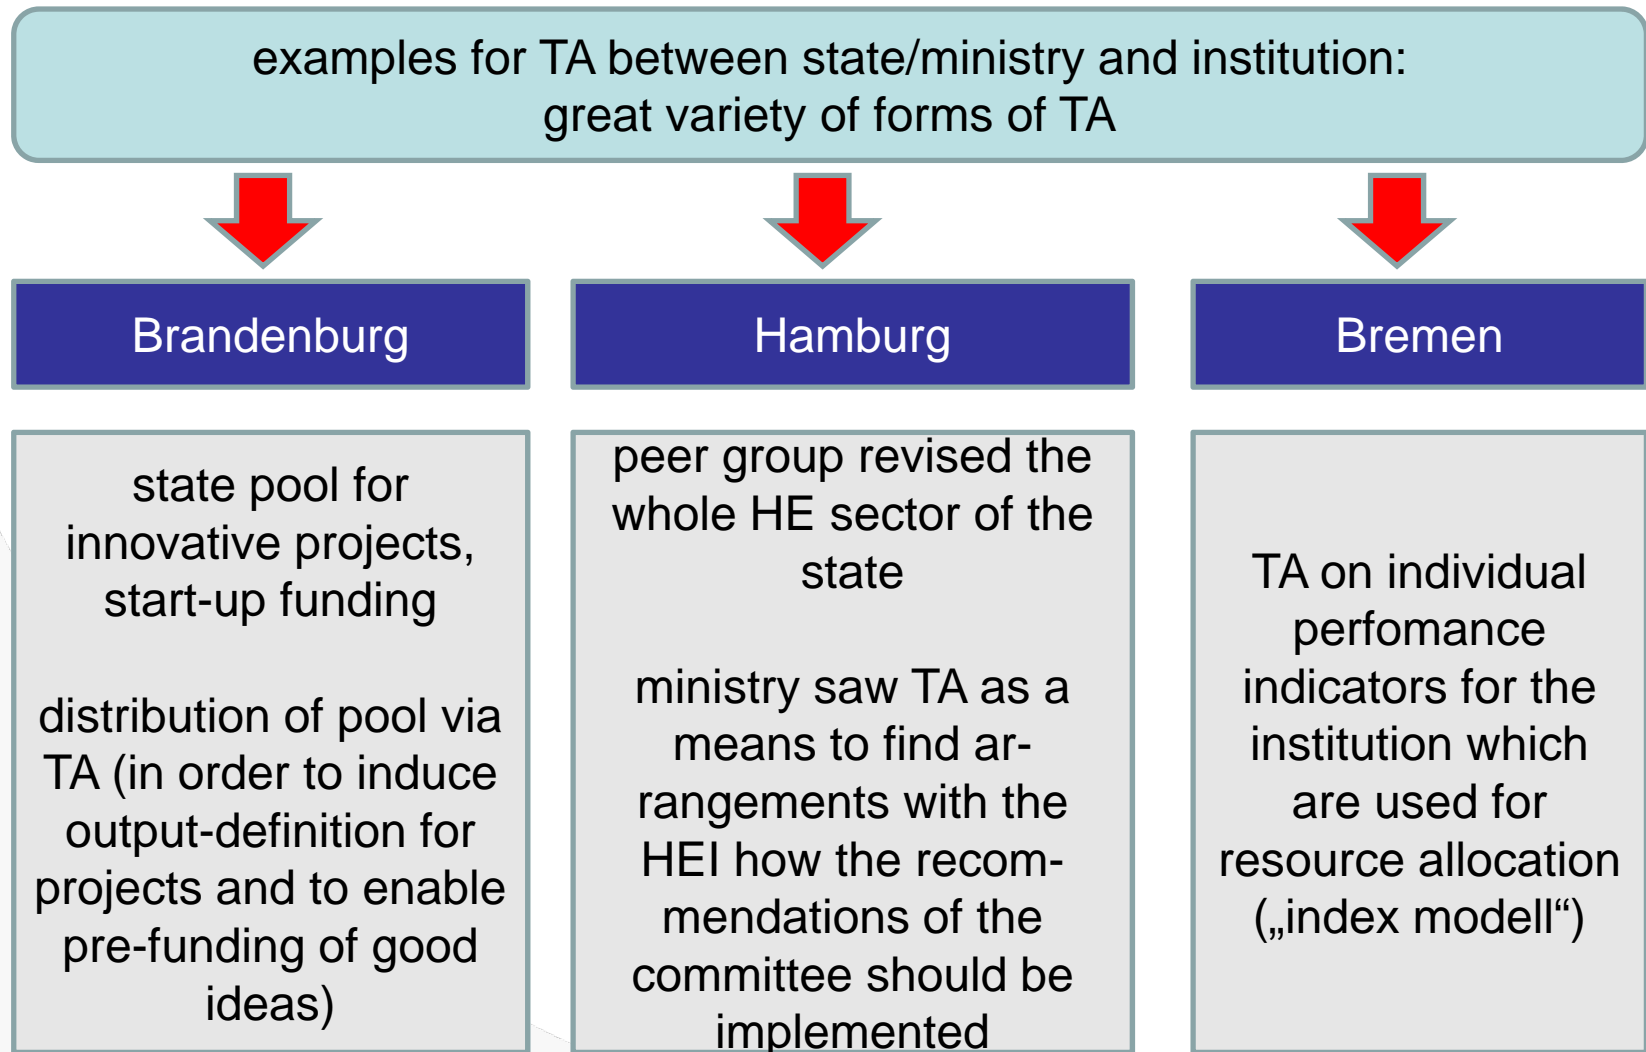 examples for TA between state/ministry and institution:
great variety of forms of TA
Brandenburg
Hamburg
Bremen
state pool for
innovative projects,
start-up funding
distribution of pool via
TA (in order to induce
output-definition for
projects and to enable
pre-funding of good
ideas)
peer group revised the
whole HE sector of the
state
ministry saw TA as a
means to find ar-
rangements with the
HEI how the recom-
mendations of the
committee should be
implemented
TA on individual
perfomance
indicators for the
institution which
are used for
resource allocation
(„index modell“)